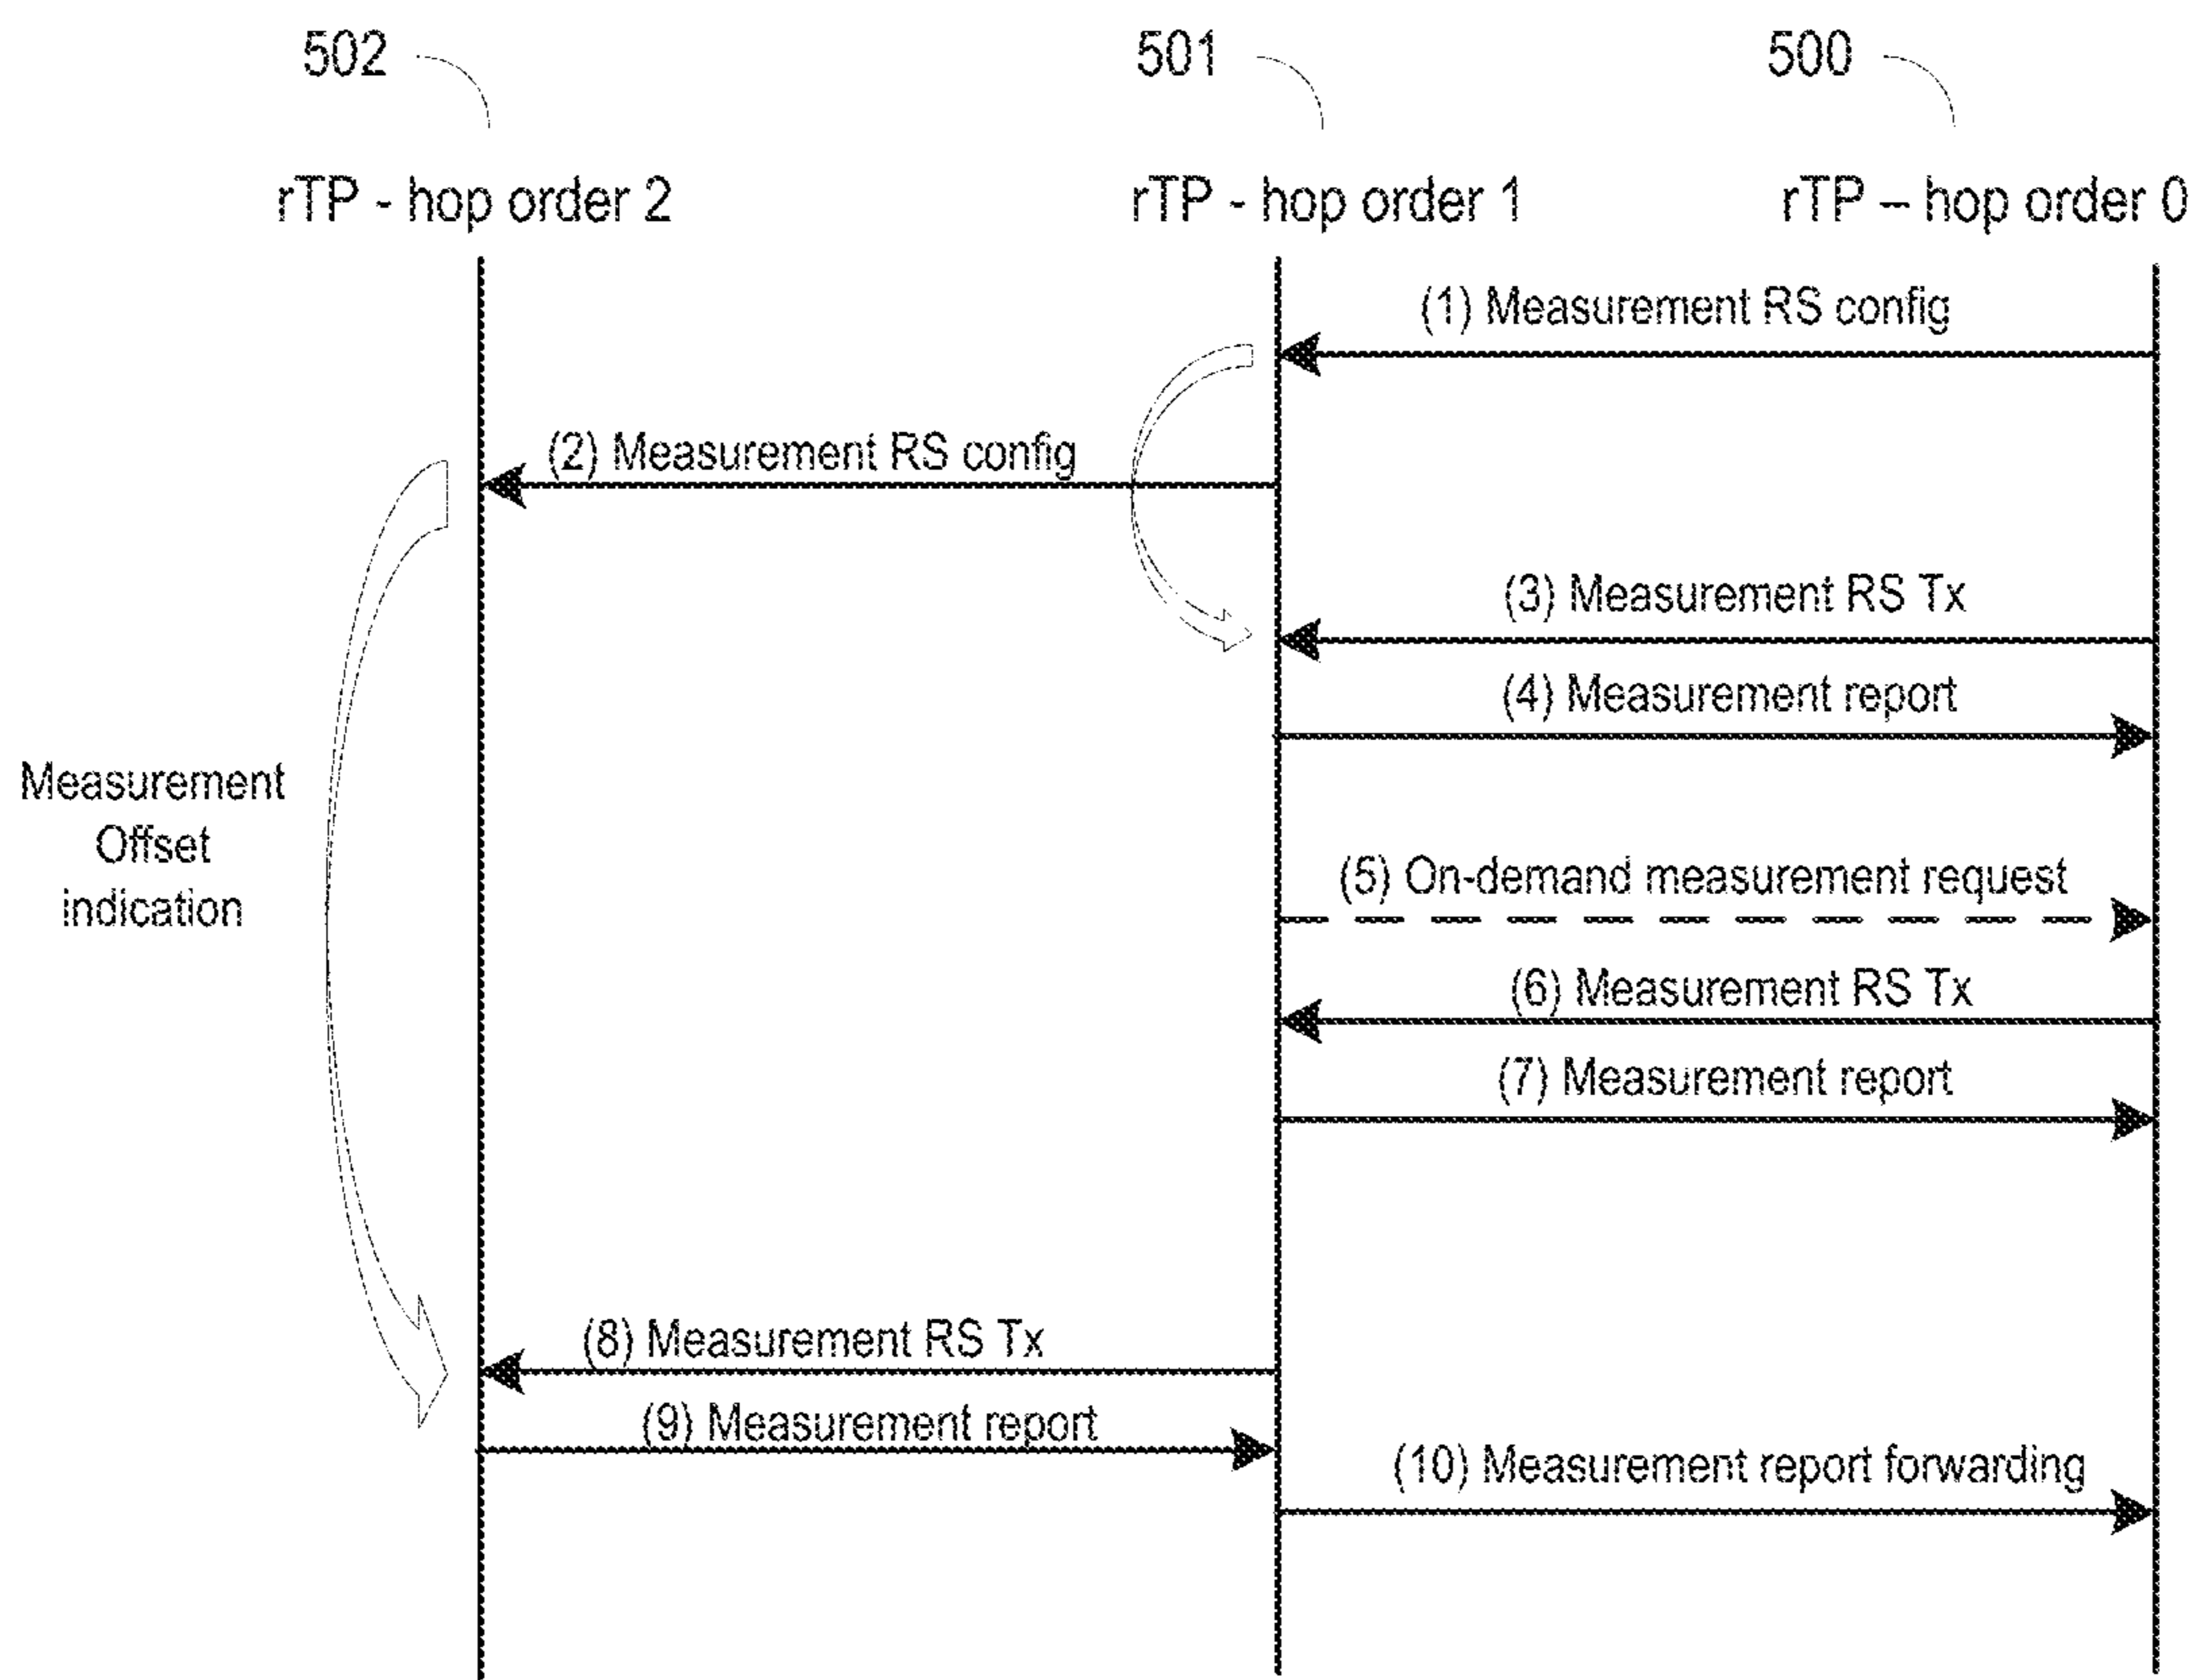 502
501
500
rTP - hop order 2
rTP - hop order 1
rTP – hop order 0
(1) Measurement RS config
(2) Measurement RS config
(3) Measurement RS Tx
(4) Measurement report
Measurement
Offset
indication
(5) On-demand measurement request
(6) Measurement RS Tx
(7) Measurement report
(8) Measurement RS Tx
(9) Measurement report
(10) Measurement report forwarding